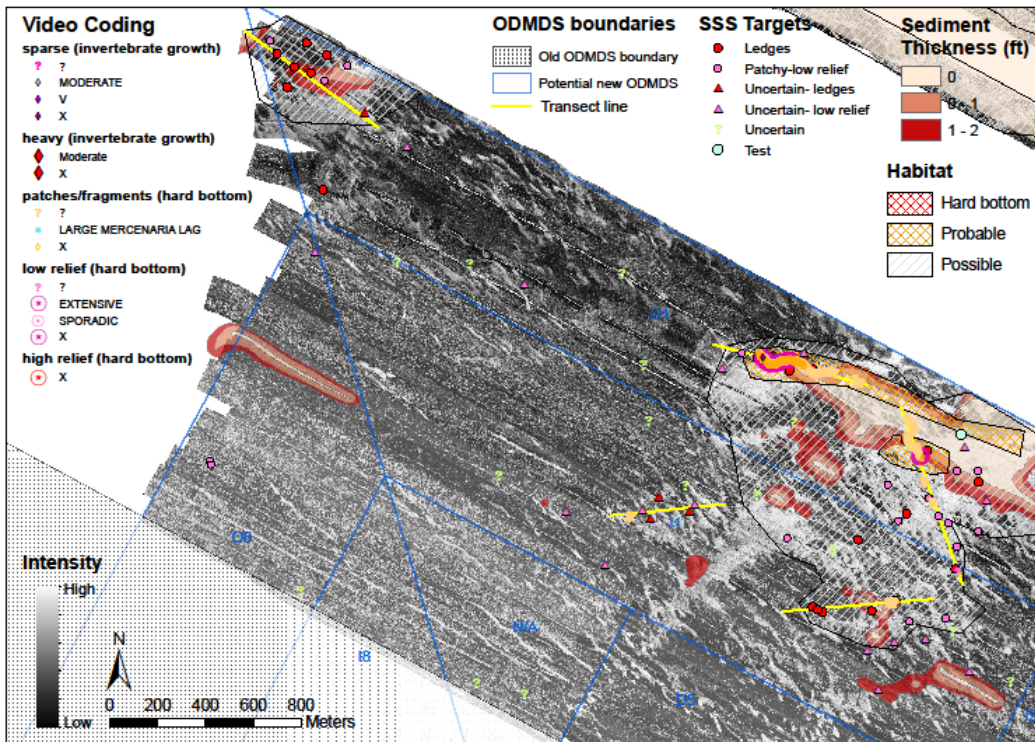 Video Coding
sparse (invertebrate growth)
? ?
MODERATE
V
X
heavy (invertebrate growth)
Moderate
X
patches/fragments (hard bottom)
? ?
LARGE MERCENARIA LAG
X
low relief (hard bottom)
? ?
EXTENSIVE
SPORADIC
X
high relief (hard bottom)
X
ODMDS boundaries
Old ODMDS boundary
Potential new ODMDS
Transect line
SSS Targets
Ledges
Patchy-low relief
Uncertain- ledges
Uncertain- low relief
? Uncertain
Test
Sediment
Thickness (ft)
0
0 - 1
1 - 2
Habitat
Hard bottom
Probable
Possible
I1
N/A
I8
Intensity
High
Low
N
0 200 400 600 800
Meters